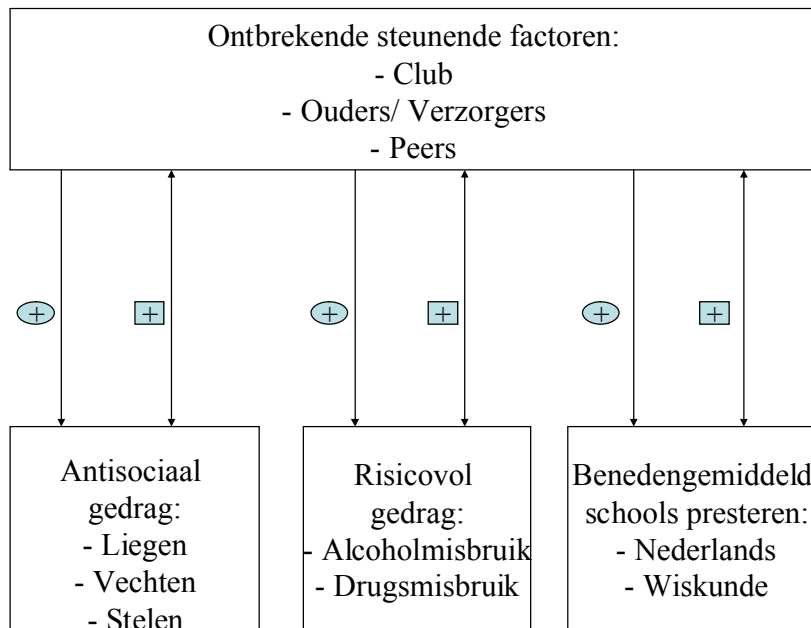 Ontbrekende steunende factoren:
- Club
- Ouders/ Verzorgers
- Peers
+
+
+
+
+
+
Antisociaal
gedrag:
- Liegen
- Vechten
- Stelen
Risicovol
gedrag:
- Alcoholmisbruik
- Drugsmisbruik
Benedengemiddeld
schools presteren:
- Nederlands
- Wiskunde